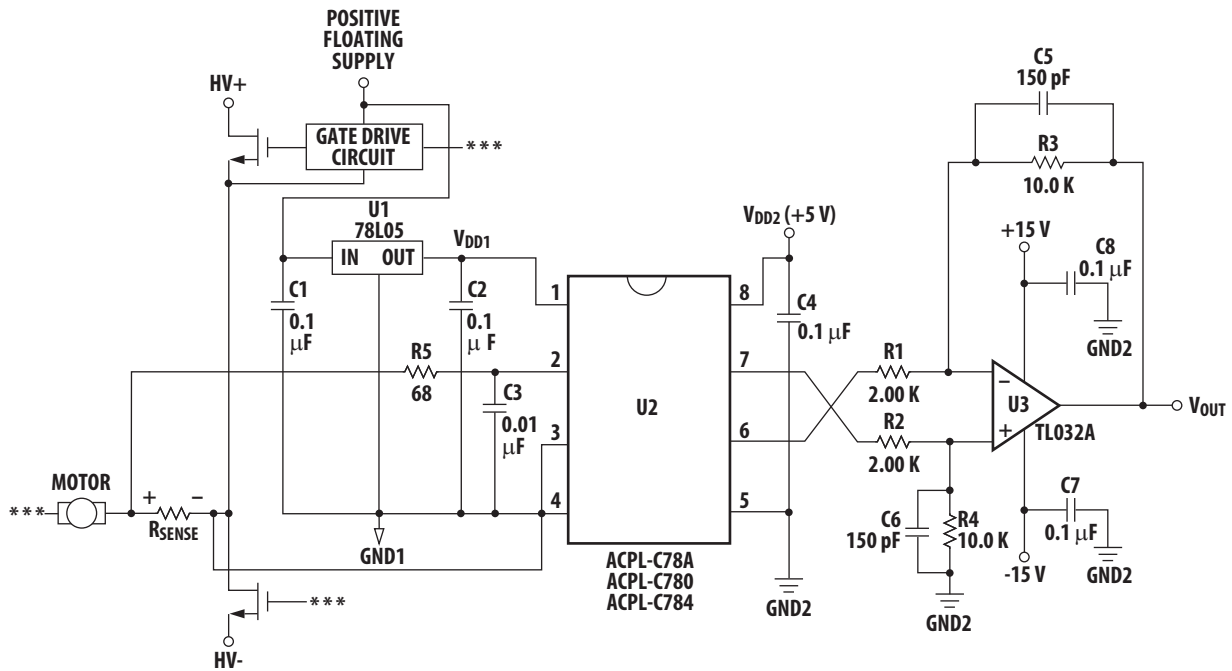 POSITIVE
FLOATING
SUPPLY
HV+
GATE DRIVE
CIRCUIT
***
U1
78L05
IN OUT
VDD1
C1
0.1
μF
C2
0.1
μ F
R5
68
C3
0.01
μF
MOTOR
***
+ −
RSENSE
GND1
***
HV-
1
2
3
4
U2
8
7
6
5
ACPL-C78A
ACPL-C780
ACPL-C784
VDD2 (+5 V)
C4
0.1 μF
GND2
R1
2.00 K
R2
2.00 K
C6
150 pF
R4
10.0 K
GND2
C5
150 pF
R3
10.0 K
+15 V
C8
0.1 μF
GND2
−
+
U3
TL032A
VOUT
C7
0.1 μF
GND2
-15 V